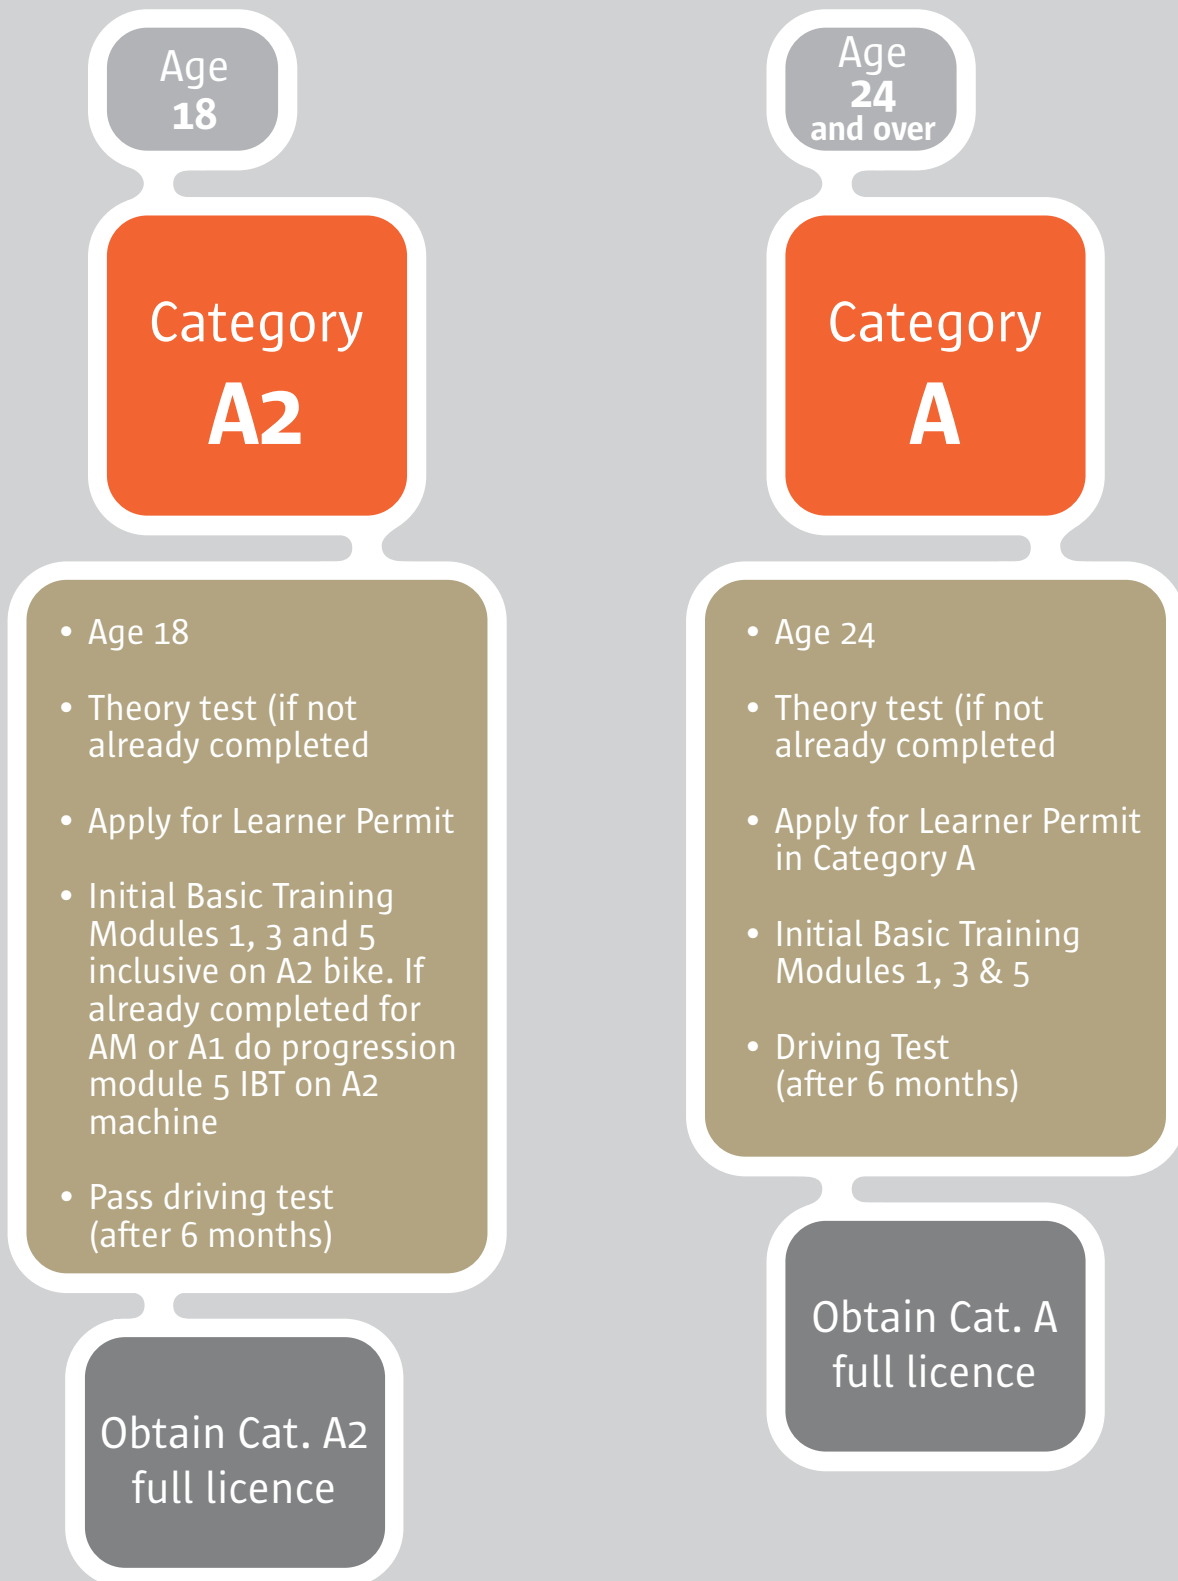 Age
18
Category
A2
• Age 18
• Theory test (if not
already completed
• Apply for Learner Permit
• Initial Basic Training
Modules 1, 3 and 5
inclusive on A2 bike. If
already completed for
AM or A1 do progression
module 5 IBT on A2
machine
• Pass driving test
(after 6 months)
Obtain Cat. A2
full licence
Age
24
and over
Category
A
• Age 24
• Theory test (if not
already completed
• Apply for Learner Permit
in Category A
• Initial Basic Training
Modules 1, 3 & 5
• Driving Test
(after 6 months)
Obtain Cat. A
full licence